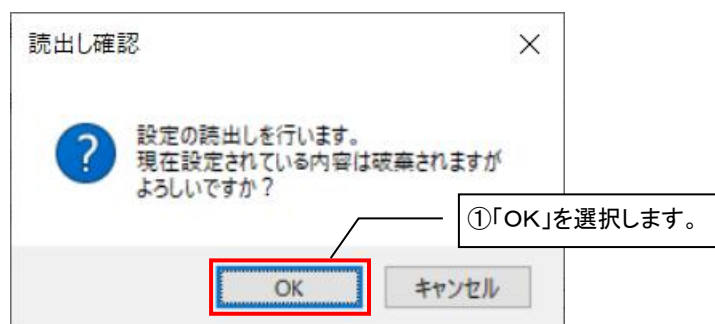 読出し確認
設定の読出しを行います。
現在設定されている内容は破棄されますが
よろしいですか？
①「OK」を選択します。
OK
キャンセル